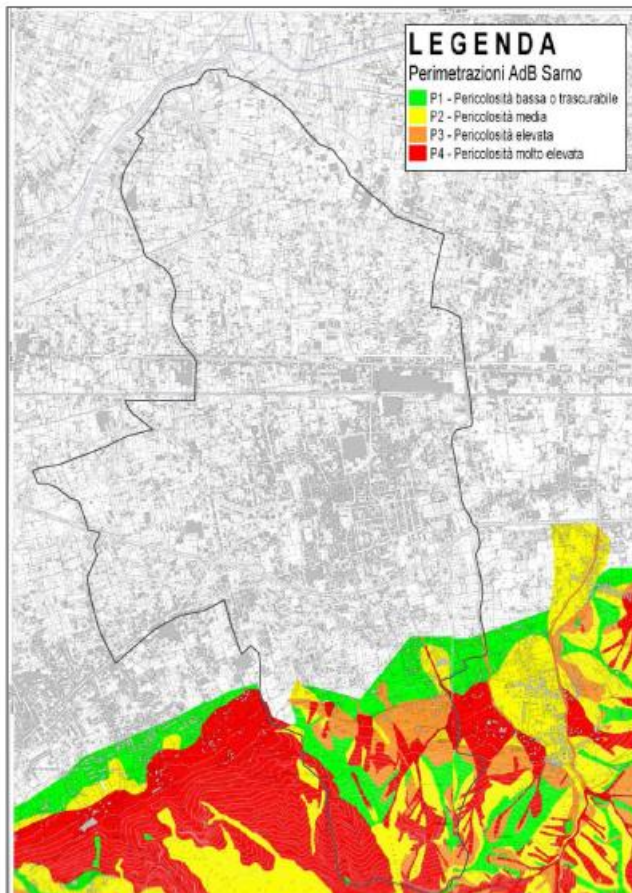 LEGENDA
Perimetrazioni AdB Sarno
P1 - Pericolosità bassa o trascurabile
P2 - Pericolosità media
P3 - Pericolosità elevata
P4 - Pericolosità molto elevata